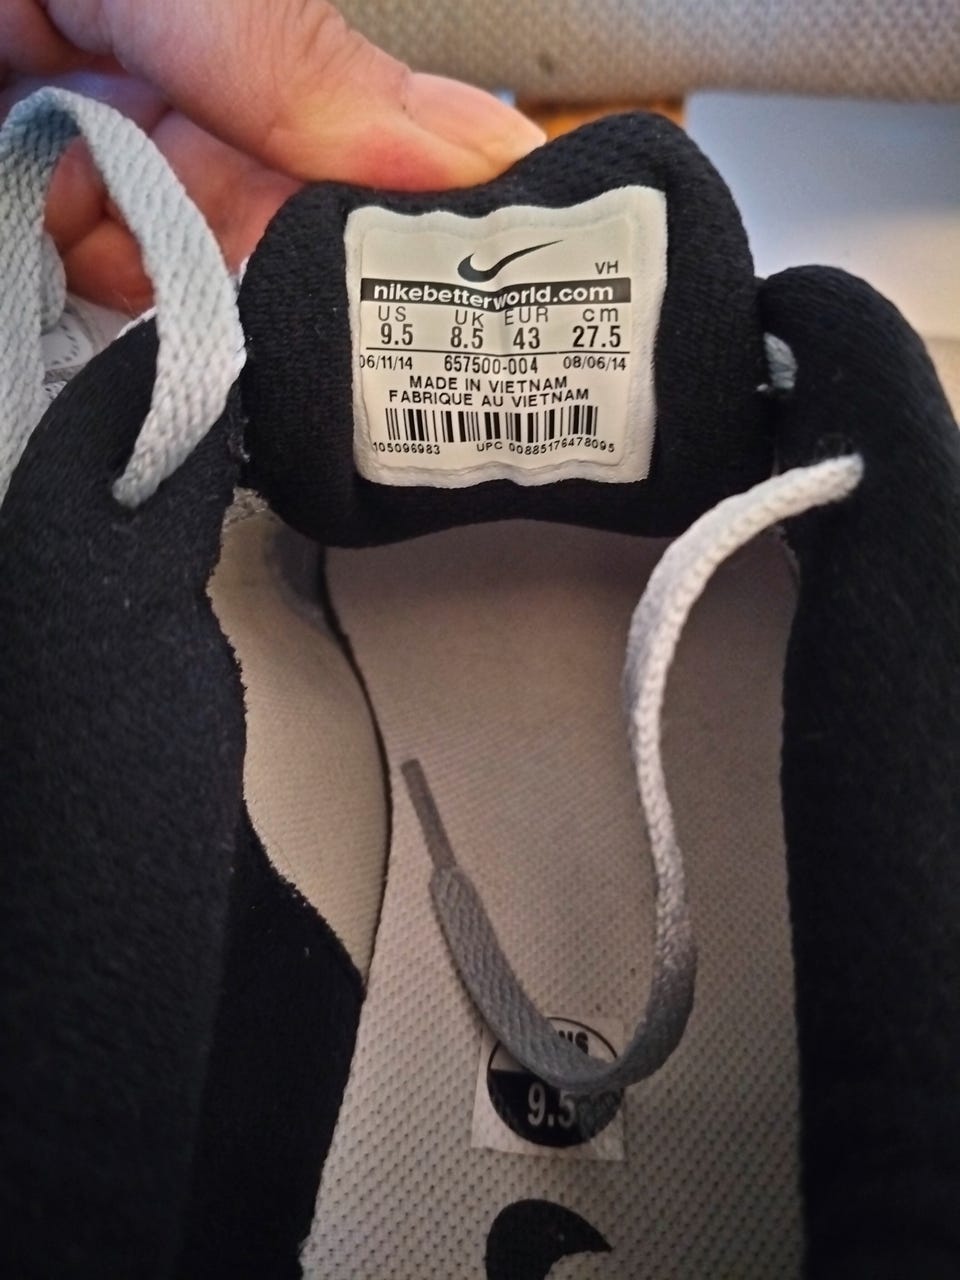 VH
nikebetterworld.com
US UK EUR cm
9.5 8.5 43 27.5
06/11/14 657500-004 08/06/14
MADE IN VIETNAM
FABRIQUE AU VIETNAM
105096983 UPC 00885176478095
9.5